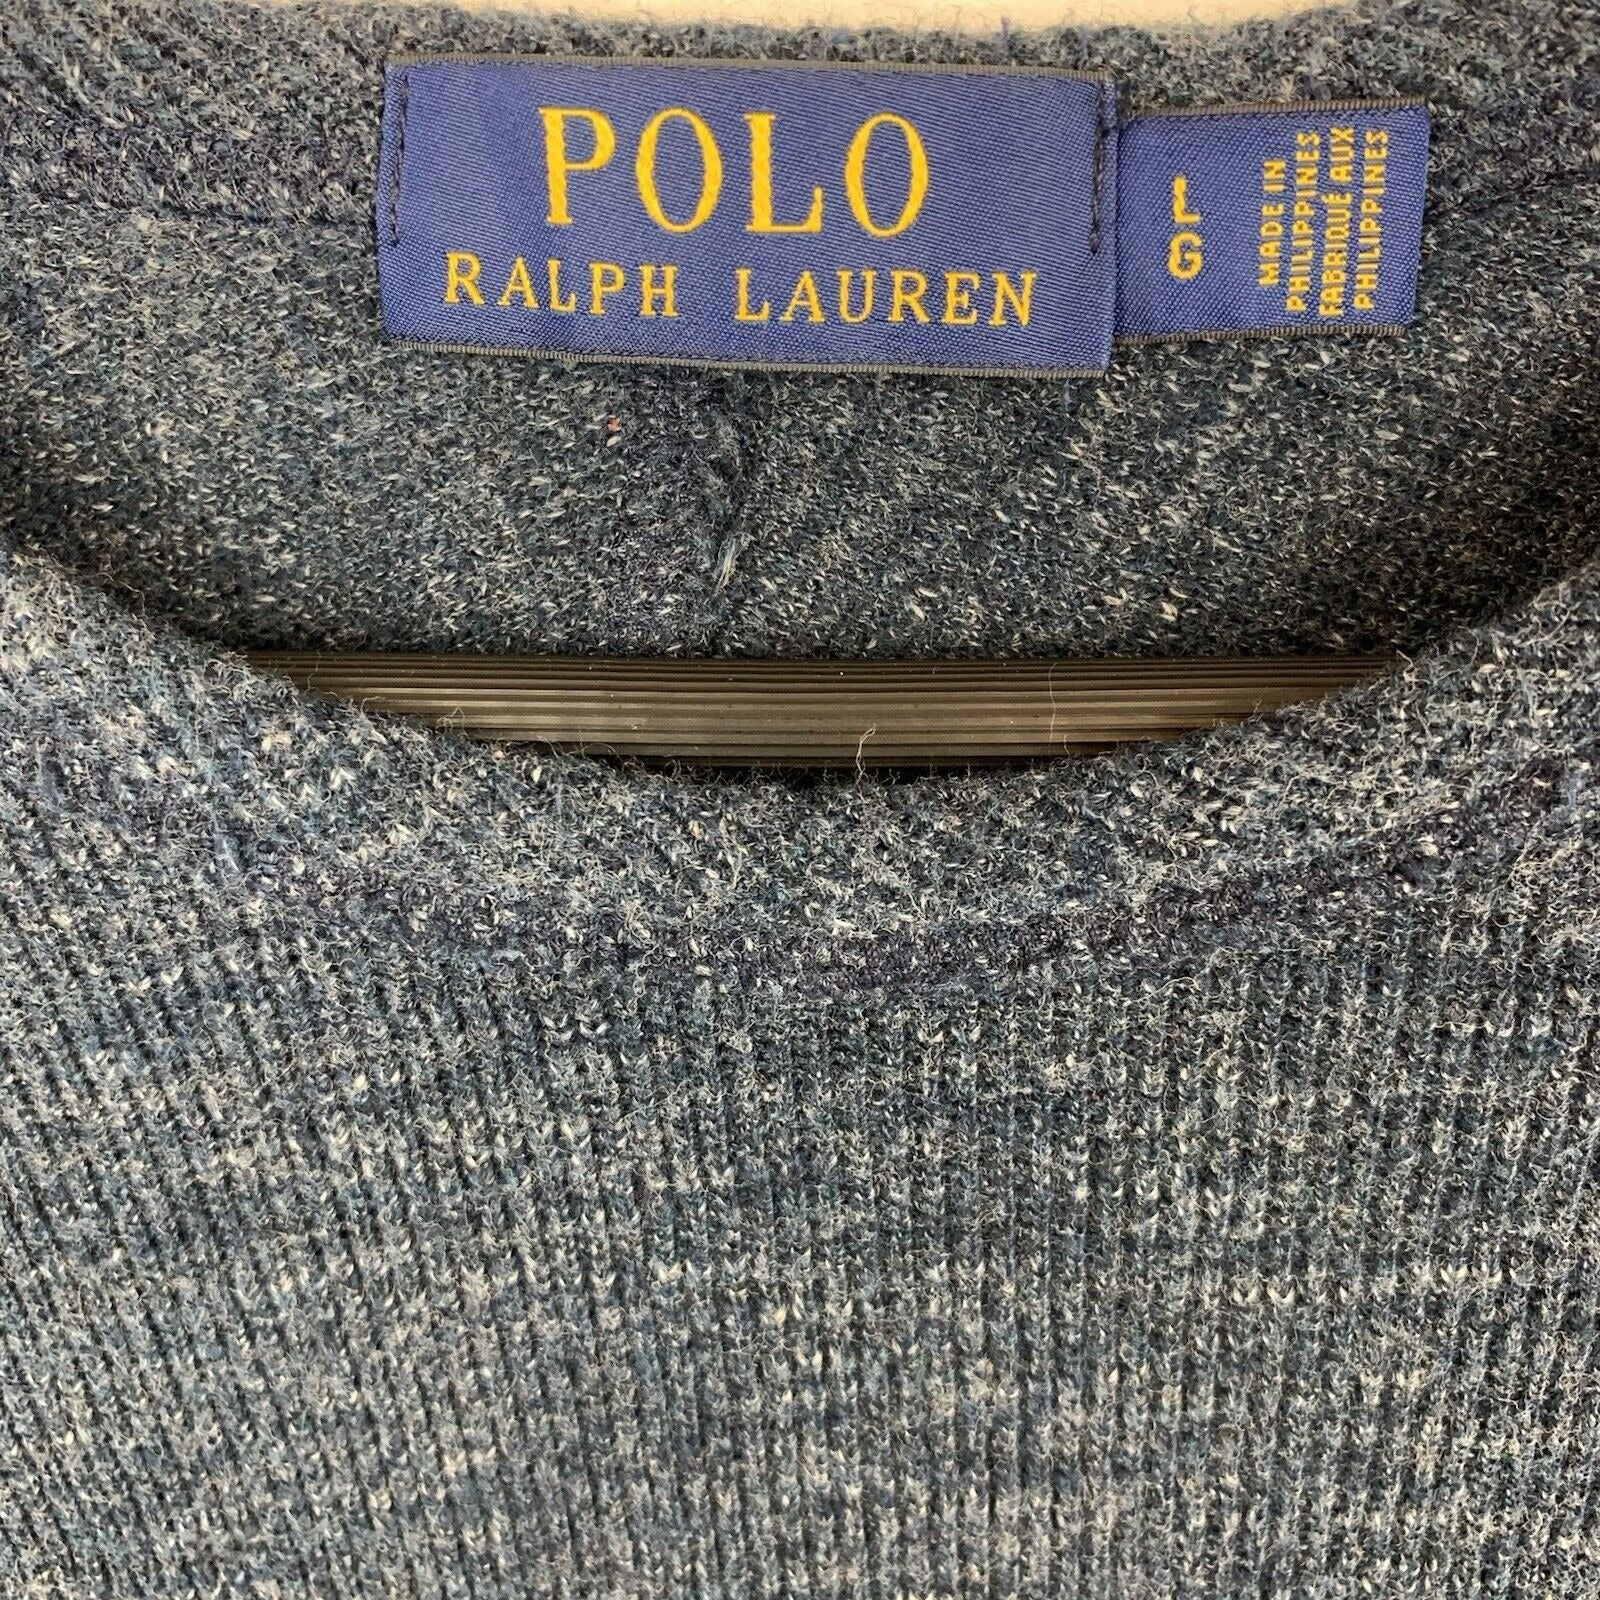 POLO
RALPH LAUREN
L
G
MADE IN
PHILIPPINES
FABRIQUÉ AUX
PHILIPPINES